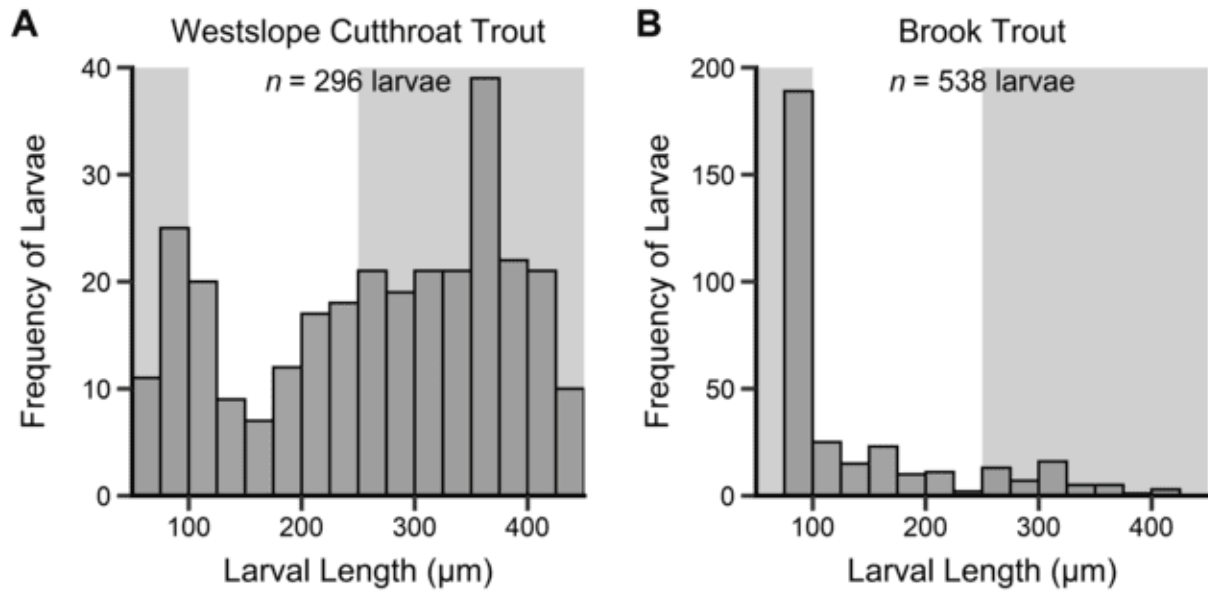 A
Westslope Cutthroat Trout
n = 296 larvae
Frequency of Larvae
40
30
20
10
0
100
200
300
400
Larval Length (µm)
B
Brook Trout
n = 538 larvae
Frequency of Larvae
200
150
100
50
0
100
200
300
400
Larval Length (µm)